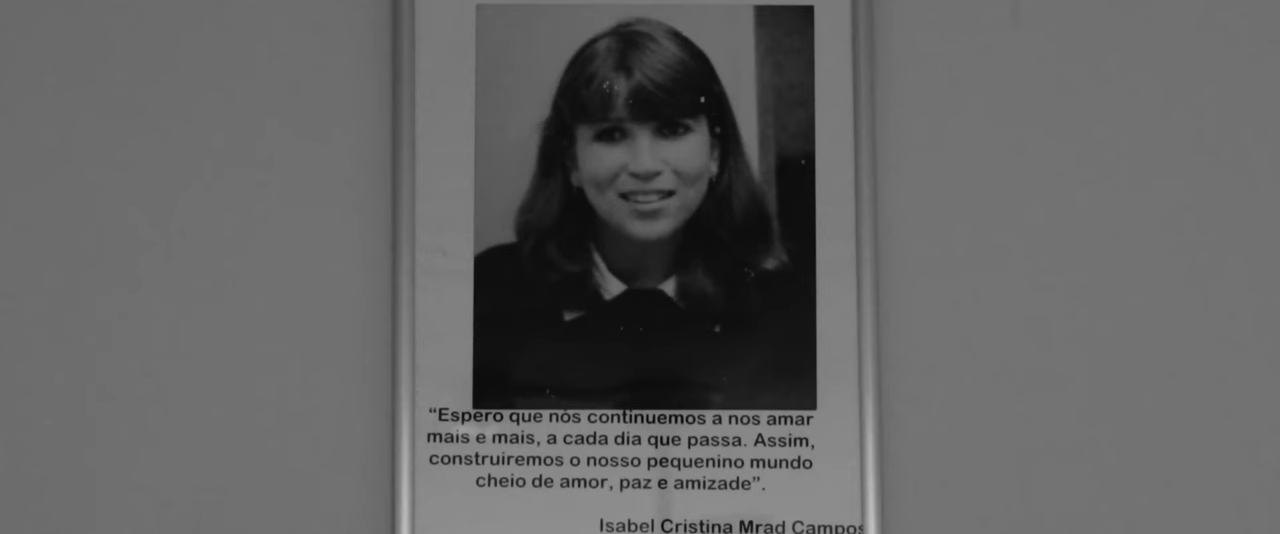 “Espero que nós continuemos a nos amar
mais e mais, a cada dia que passa. Assim,
construiremos o nosso pequenino mundo
cheio de amor, paz e amizade”.
Isabel Cristina Mrad Campos